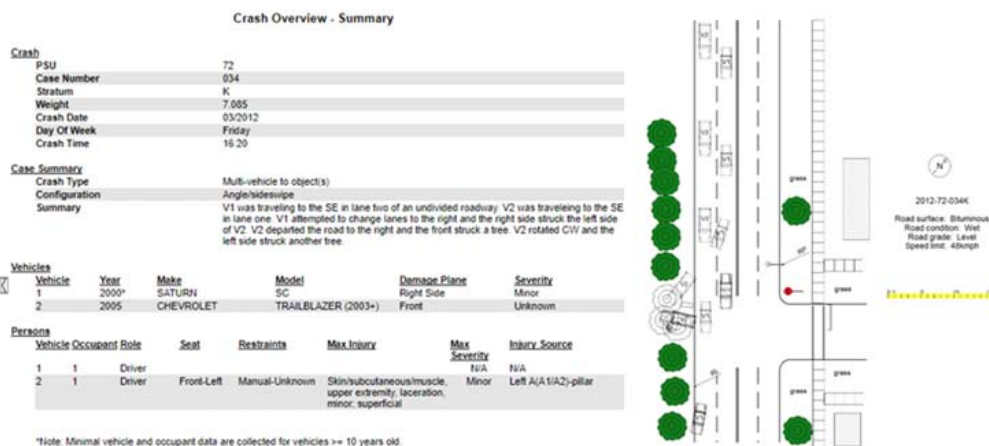 Crash Overview - Summary
Crash
PSU 72
Case Number 034
Stratum K
Weight 7.085
Crash Date 03/2012
Day Of Week Friday
Crash Time 16:20
Case Summary
Crash Type Multi-vehicle to object(s)
Configuration Angle/sideswipe
Summary V1 was traveling to the SE in lane two of an undivided roadway. V2 was traveleing to the SE
in lane one. V1 attempted to change lanes to the right and the right side struck the left side
of V2. V2 departed the road to the right and the front struck a tree. V2 rotated CW and the
left side struck another tree.
Vehicles
Vehicle Year Make Model Damage Plane Severity
1 2000* SATURN SC Right Side Minor
2 2005 CHEVROLET TRAILBLAZER (2003+) Front Unknown
Persons
Vehicle Occupant Role Seat Restraints Max Injury Max Severity Injury Source
1 1 Driver N/A N/A
2 1 Driver Front-Left Manual-Unknown Skin/subcutaneous/muscle, Minor Left A(A1/A2)-pillar
upper extremity, laceration,
minor; superficial
*Note: Minimal vehicle and occupant data are collected for vehicles >= 10 years old.
grass
N
2012-72-034K
Road surface: Bituminous
Road condition: Wet
Road grade: Level
Speed limit: 48kmph
grass
grass
grass
grass